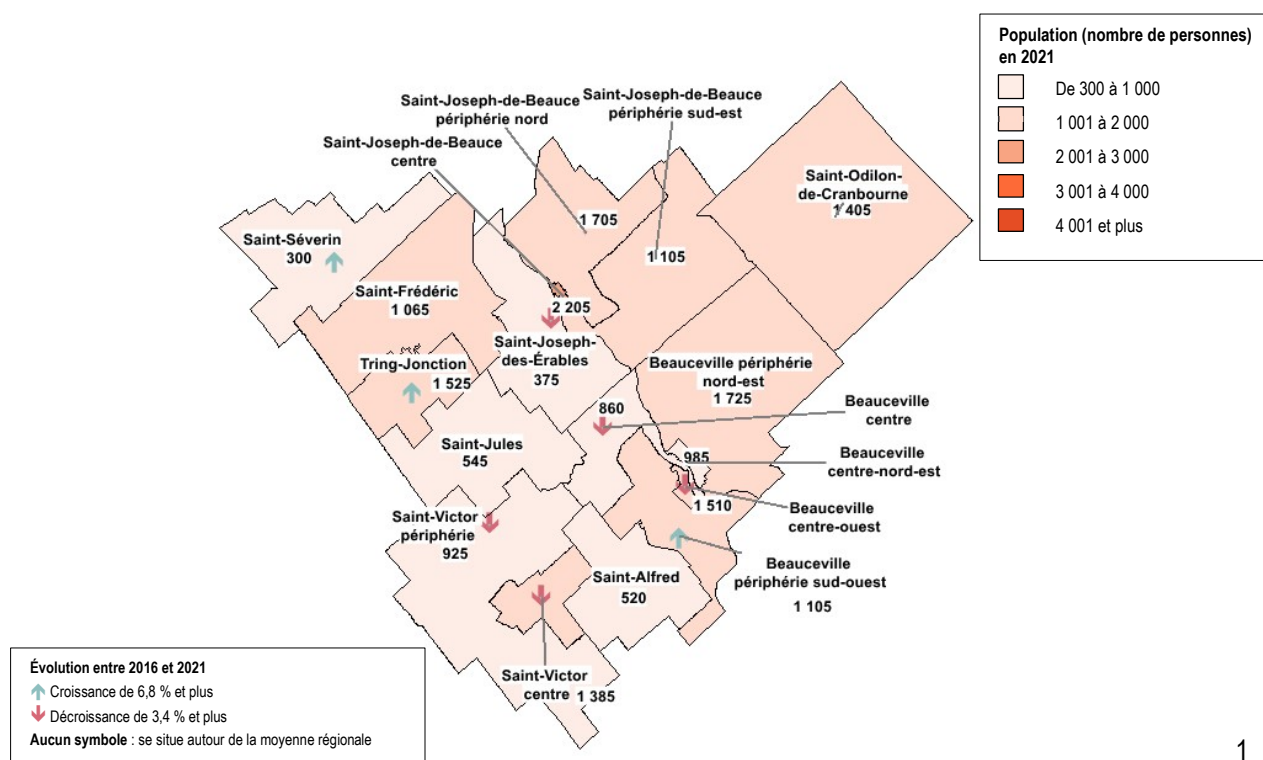 Population (nombre de personnes)
en 2021
De 300 à 1 000
1 001 à 2 000
2 001 à 3 000
3 001 à 4 000
4 001 et plus
Saint-Joseph-de-Beauce
périphérie nord
Saint-Joseph-de-Beauce
périphérie sud-est
Saint-Joseph-de-Beauce
centre
Saint-Odilon-
de-Cranbourne
1 405
1 705
1 105
Saint-Séverin
300
Saint-Frédéric
1 065
2 205
Saint-Joseph-
des-Érables
375
Tring-Jonction
1 525
Beauceville périphérie
nord-est
1 725
860
Beauceville
centre
Saint-Jules
545
985
Beauceville
centre-nord-est
1 510
Beauceville
centre-ouest
Saint-Victor
périphérie
925
Beauceville
périphérie sud-ouest
1 105
Saint-Alfred
520
Saint-Victor
centre
1 385
Évolution entre 2016 et 2021
Croissance de 6,8 % et plus
Décroissance de 3,4 % et plus
Aucun symbole : se situe autour de la moyenne régionale
1